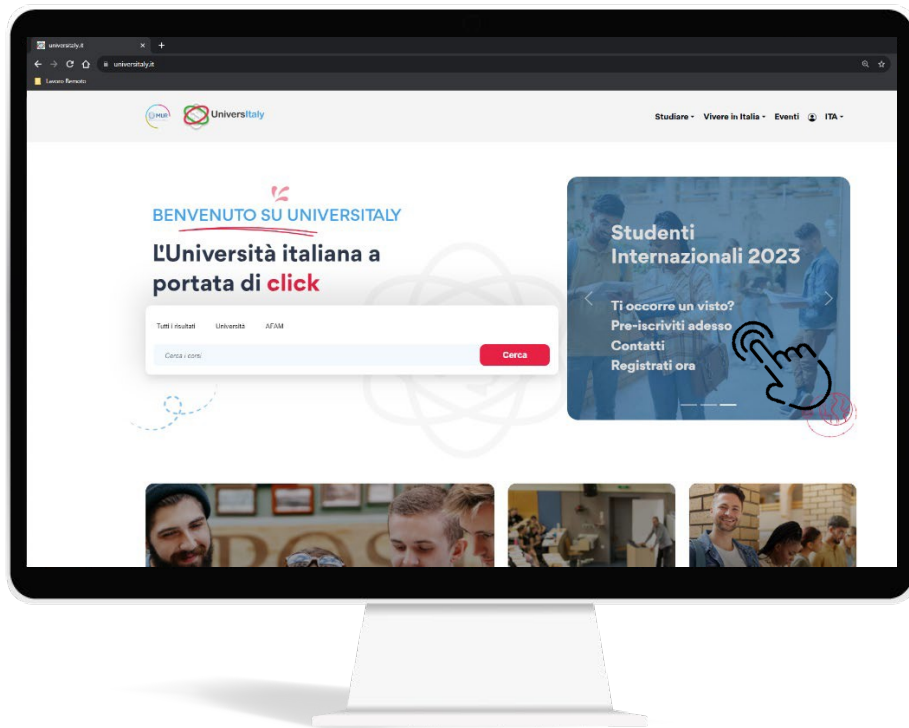 universitaly.it
universitaly.it
Lavoro Remoto
MUR
Universitaly
Studiare
Vivere in Italia
Eventi
ITA
BENVENUTO SU UNIVERSITALY
L'Università italiana a
portata di click
Tutti i risultati
Università
AFAM
Cerca i corsi
Cerca
Studenti
Internazionali 2023
Ti occorre un visto?
Pre-iscriviti adesso
Contatti
Registrati ora